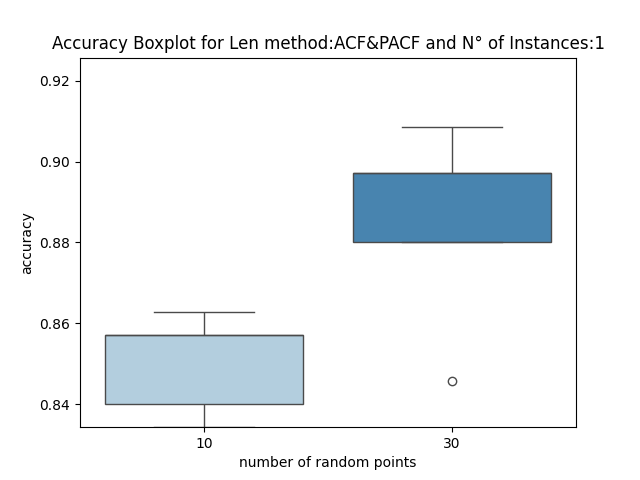 Accuracy Boxplot for Len method:ACF&PACF and N° of Instances:1
0.92
0.90
0.88
0.86
0.84
accuracy
10 30
number of random points